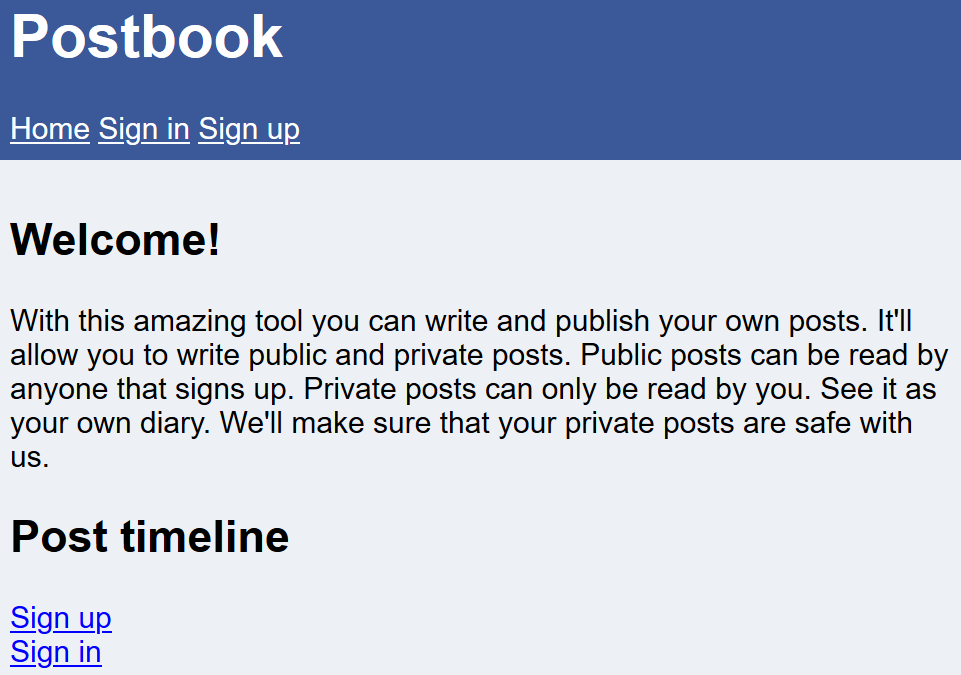 Postbook
Home Sign in Sign up
Welcome!
With this amazing tool you can write and publish your own posts. It'll
allow you to write public and private posts. Public posts can be read by
anyone that signs up. Private posts can only be read by you. See it as
your own diary. We'll make sure that your private posts are safe with
us.
Post timeline
Sign up
Sign in